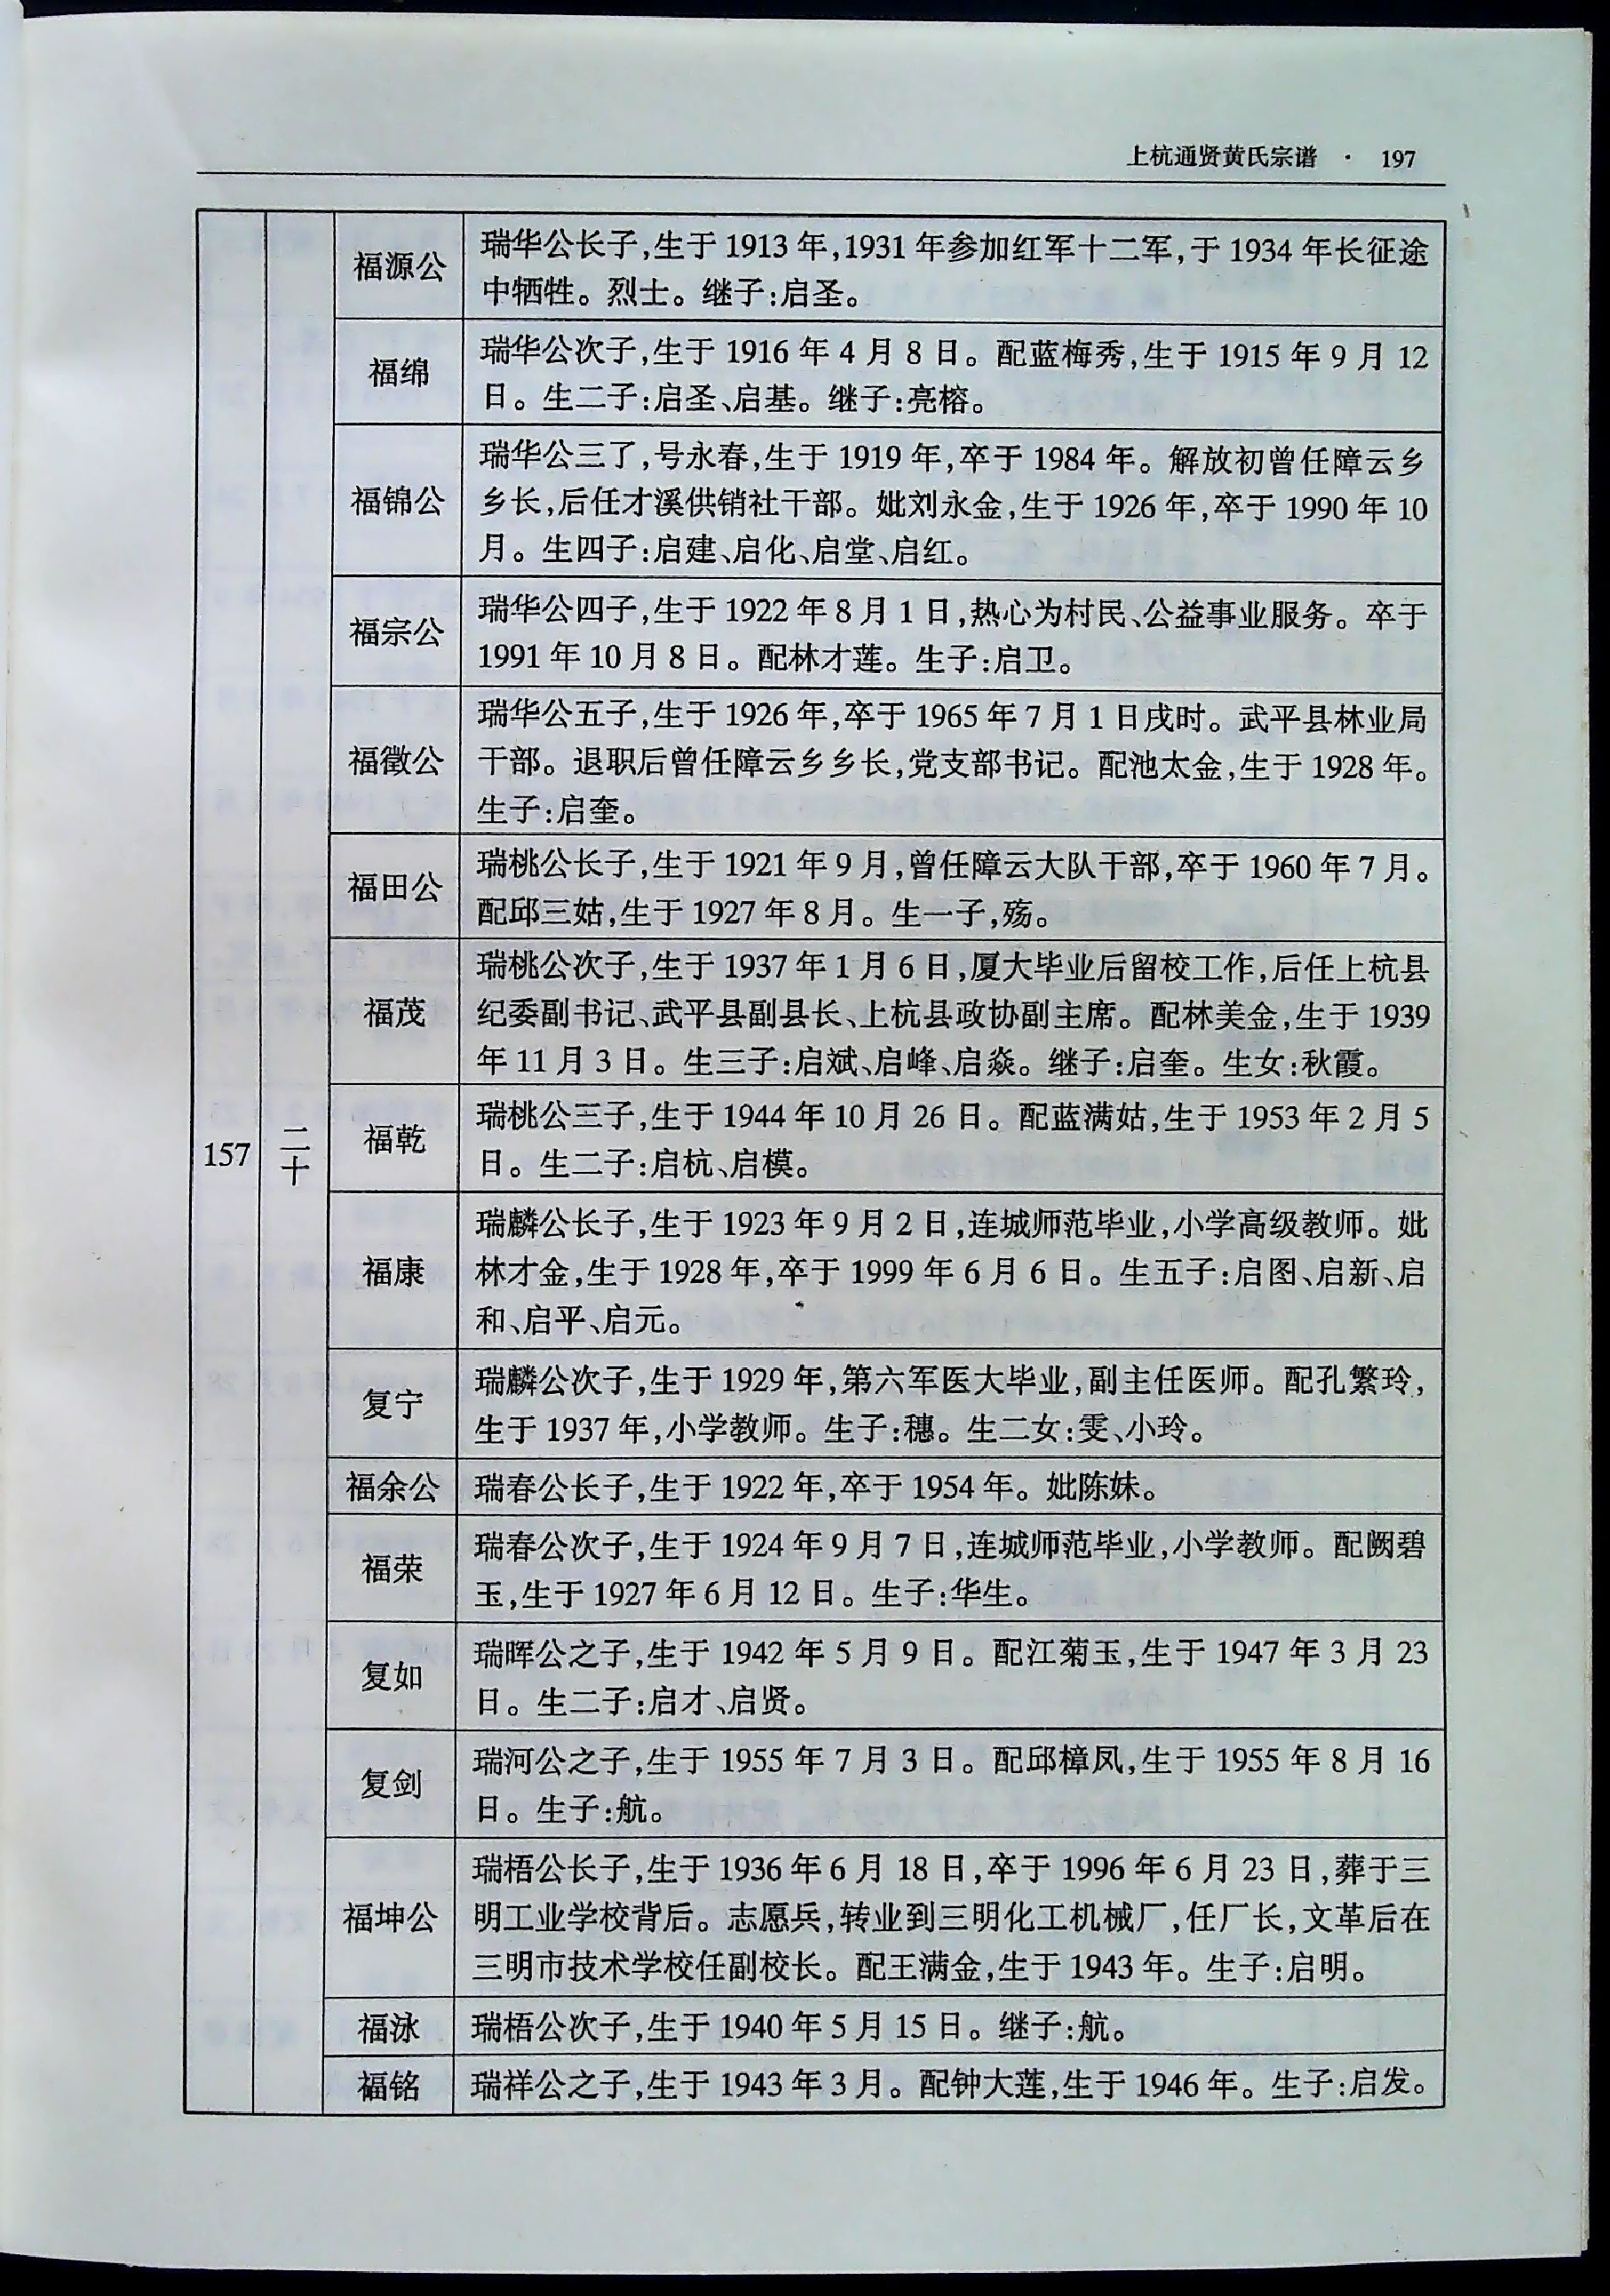 上杭通贤黄氏宗谱 · 197
157
二十
福源公
瑞华公长子,生于 1913 年,1931 年参加红军十二军,于 1934 年长征途
中牺牲。烈士。继子:启圣。
福绵
瑞华公次子,生于 1916 年 4 月 8 日。配蓝梅秀,生于 1915 年 9 月 12
日。生二子:启圣、启基。继子:亮榕。
福锦公
瑞华公三了,号永春,生于 1919 年,卒于 1984 年。解放初曾任障云乡
乡长,后任才溪供销社干部。妣刘永金,生于 1926 年,卒于 1990 年 10
月。生四子:启建、启化、启堂、启红。
福宗公
瑞华公四子,生于 1922 年 8 月 1 日,热心为村民、公益事业服务。卒于
1991 年 10 月 8 日。配林才莲。生子:启卫。
福徵公
瑞华公五子,生于 1926 年,卒于 1965 年 7 月 1 日戌时。武平县林业局
干部。退职后曾任障云乡乡长,党支部书记。配池太金,生于 1928 年。
生子:启奎。
福田公
瑞桃公长子,生于 1921 年 9 月,曾任障云大队干部,卒于 1960 年 7 月。
配邱三姑,生于 1927 年 8 月。生一子,殇。
福茂
瑞桃公次子,生于 1937 年 1 月 6 日,厦大毕业后留校工作,后任上杭县
纪委副书记、武平县副县长、上杭县政协副主席。配林美金,生于 1939
年 11 月 3 日。生三子:启斌、启峰、启焱。继子:启奎。生女:秋霞。
福乾
瑞桃公三子,生于 1944 年 10 月 26 日。配蓝满姑,生于 1953 年 2 月 5
日。生二子:启杭、启模。
福康
瑞麟公长子,生于 1923 年 9 月 2 日,连城师范毕业,小学高级教师。妣
林才金,生于 1928 年,卒于 1999 年 6 月 6 日。生五子:启图、启新、启
和、启平、启元。
复宁
瑞麟公次子,生于 1929 年,第六军医大毕业,副主任医师。配孔繁玲,
生于 1937 年,小学教师。生子:穗。生二女:雯、小玲。
福余公
瑞春公长子,生于 1922 年,卒于 1954 年。妣陈妹。
福荣
瑞春公次子,生于 1924 年 9 月 7 日,连城师范毕业,小学教师。配阙碧
玉,生于 1927 年 6 月 12 日。生子:华生。
复如
瑞晖公之子,生于 1942 年 5 月 9 日。配江菊玉,生于 1947 年 3 月 23
日。生二子:启才、启贤。
复剑
瑞河公之子,生于 1955 年 7 月 3 日。配邱樟凤,生于 1955 年 8 月 16
日。生子:航。
福坤公
瑞梧公长子,生于 1936 年 6 月 18 日,卒于 1996 年 6 月 23 日,葬于三
明工业学校背后。志愿兵,转业到三明化工机械厂,任厂长,文革后在
三明市技术学校任副校长。配王满金,生于 1943 年。生子:启明。
福泳
瑞梧公次子,生于 1940 年 5 月 15 日。继子:航。
福铭
瑞祥公之子,生于 1943 年 3 月。配钟大莲,生于 1946 年。生子:启发。